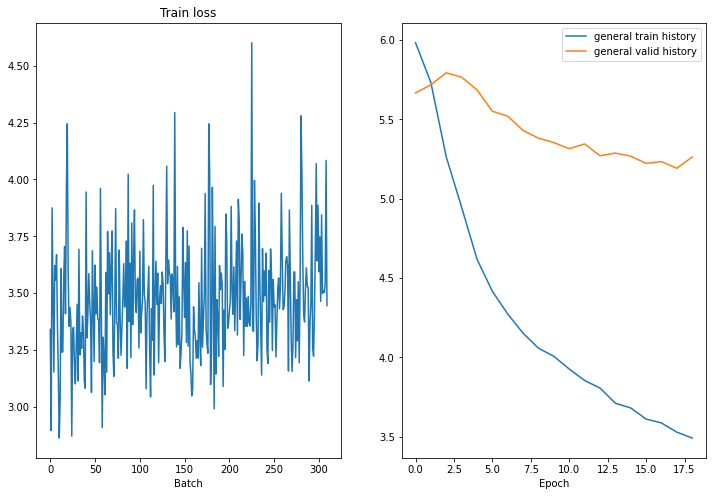 Train loss
4.50
4.25
4.00
3.75
3.50
3.25
3.00
0 50 100 150 200 250 300
Batch
general train history
general valid history
6.0
5.5
5.0
4.5
4.0
3.5
0.0 2.5 5.0 7.5 10.0 12.5 15.0 17.5
Epoch